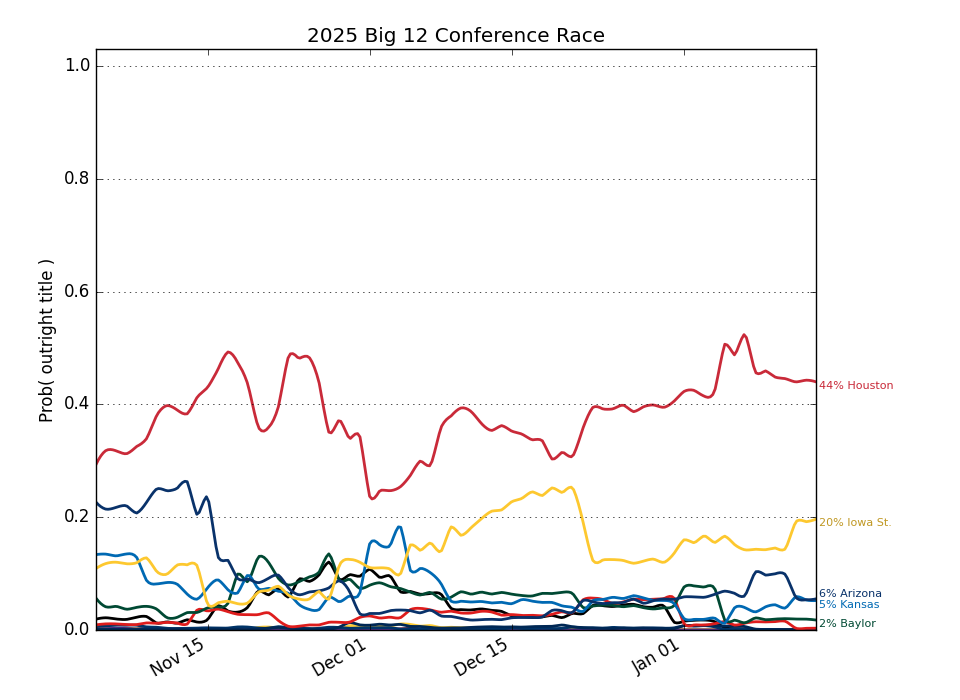 2025 Big 12 Conference Race
Prob( outright title )
1.0
0.8
0.6
0.4
0.2
0.0
44% Houston
20% Iowa St.
6% Arizona
5% Kansas
2% Baylor
Nov 15
Dec 01
Dec 15
Jan 01